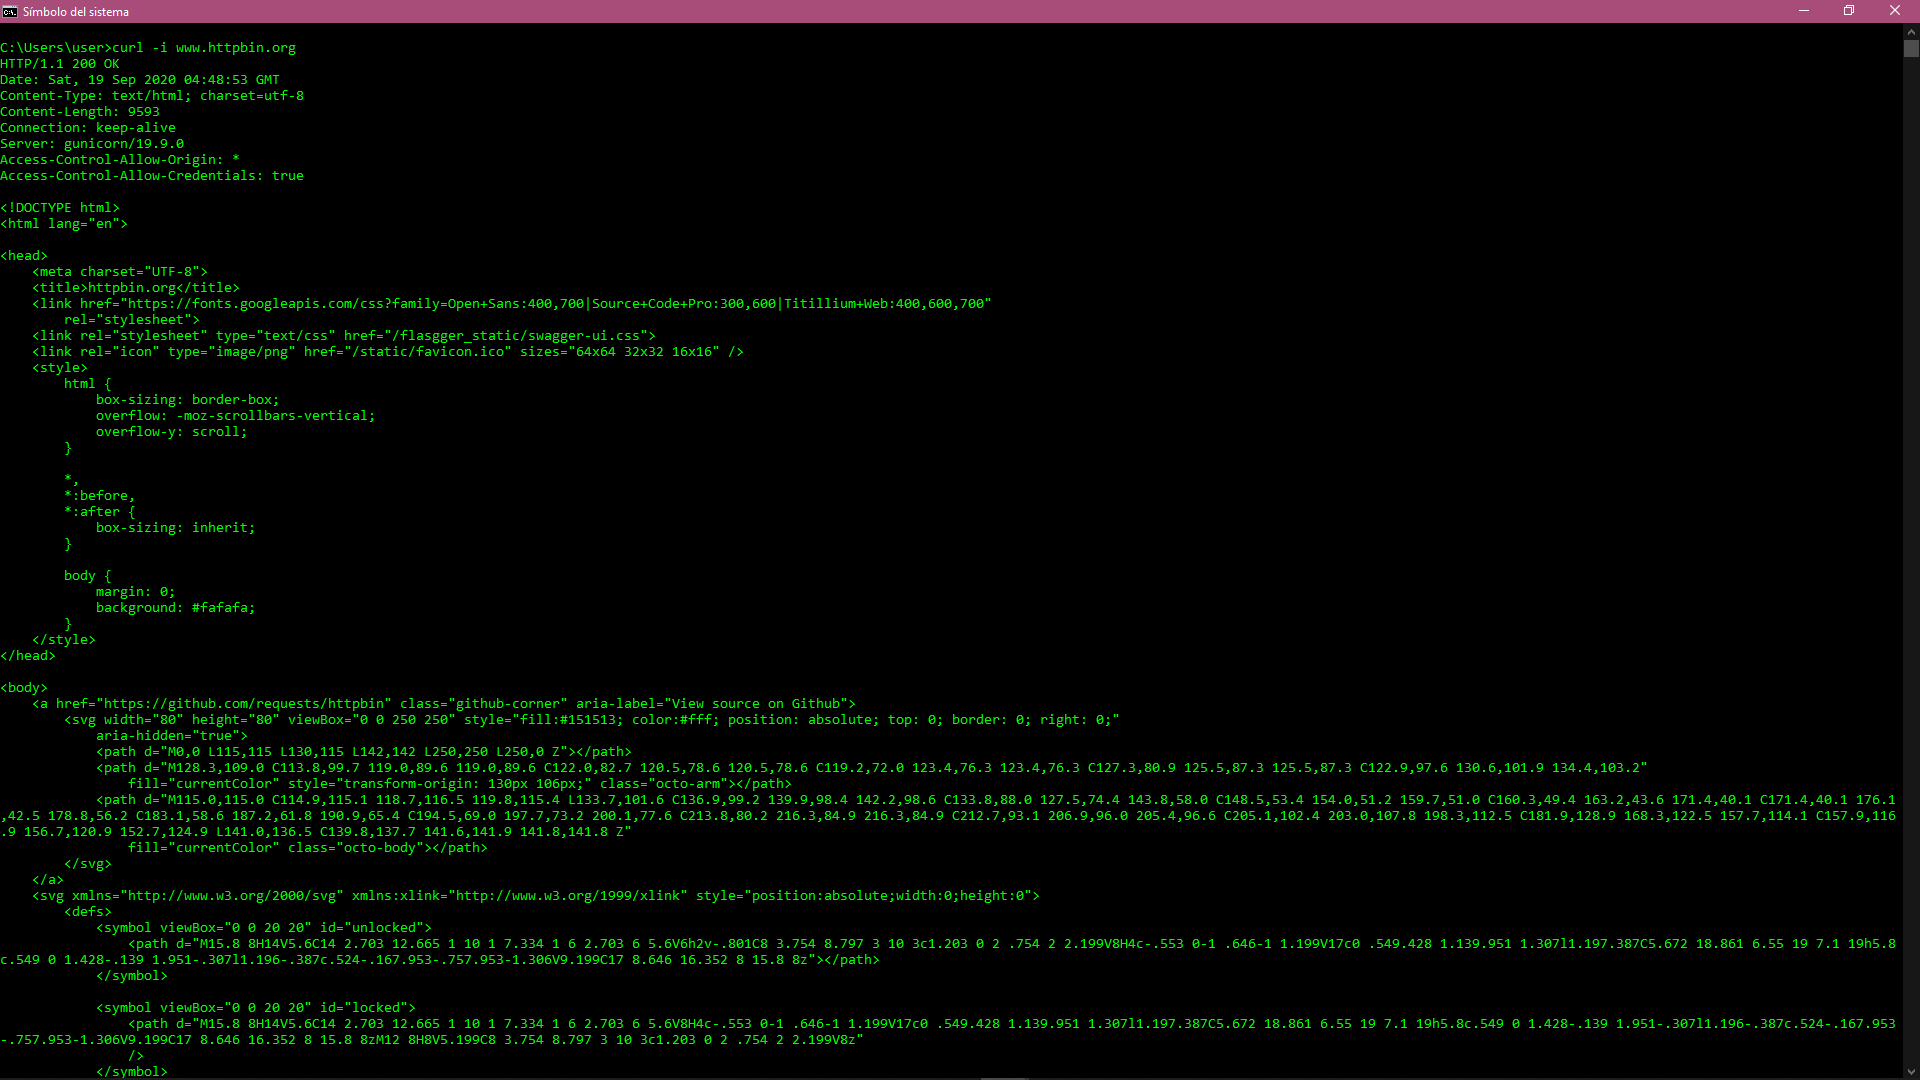 Símbolo del sistema
C:\Users\user>curl -i www.httpbin.org
HTTP/1.1 200 OK
Date: Sat, 19 Sep 2020 04:48:53 GMT
Content-Type: text/html; charset=utf-8
Content-Length: 9593
Connection: keep-alive
Server: gunicorn/19.9.0
Access-Control-Allow-Origin: *
Access-Control-Allow-Credentials: true

<!DOCTYPE html>
<html lang="en">

<head>
    <meta charset="UTF-8">
    <title>httpbin.org</title>
    <link href="https://fonts.googleapis.com/css?family=Open+Sans:400,700|Source+Code+Pro:300,600|Titillium+Web:400,600,700"
        rel="stylesheet">
    <link rel="stylesheet" type="text/css" href="/flasgger_static/swagger-ui.css">
    <link rel="icon" type="image/png" href="/static/favicon.ico" sizes="64x64 32x32 16x16" />
    <style>
        html {
            box-sizing: border-box;
            overflow: -moz-scrollbars-vertical;
            overflow-y: scroll;
        }

        *,
        *:before,
        *:after {
            box-sizing: inherit;
        }

        body {
            margin: 0;
            background: #fafafa;
        }
    </style>
</head>

<body>
    <a href="https://github.com/requests/httpbin" class="github-corner" aria-label="View source on Github">
        <svg width="80" height="80" viewBox="0 0 250 250" style="fill:#151513; color:#fff; position: absolute; top: 0; border: 0; right: 0;"
            aria-hidden="true">
            <path d="M0,0 L115,115 L130,115 L142,142 L250,250 L250,0 Z"></path>
            <path d="M128.3,109.0 C113.8,99.7 119.0,89.6 119.0,89.6 C122.0,82.7 120.5,78.6 120.5,78.6 C119.2,72.0 123.4,76.3 123.4,76.3 C127.3,80.9 125.5,87.3 125.5,87.3 C122.9,97.6 130.6,101.9 134.4,103.2"
                fill="currentColor" style="transform-origin: 130px 106px;" class="octo-arm"></path>
            <path d="M115.0,115.0 C114.9,115.1 118.7,116.5 119.8,115.4 L133.7,101.6 C136.9,99.2 139.9,98.4 142.2,98.6 C133.8,88.0 127.5,74.4 143.8,58.0 C148.5,53.4 154.0,51.2 159.7,51.0 C160.3,49.4 163.2,43.6 171.4,40.1 C171.4,40.1 176.1
,42.5 178.8,56.2 C183.1,58.6 187.2,61.8 190.9,65.4 C194.5,69.0 197.7,73.2 200.1,77.6 C213.8,80.2 216.3,84.9 216.3,84.9 C212.7,93.1 206.9,96.0 205.4,96.6 C205.1,102.4 203.0,107.8 198.3,112.5 C181.9,128.9 168.3,122.5 157.7,114.1 C157.9,116
.9 156.7,120.9 152.7,124.9 L141.0,136.5 C139.8,137.7 141.6,141.9 141.8,141.8 Z"
                fill="currentColor" class="octo-body"></path>
        </svg>
    </a>
    <svg xmlns="http://www.w3.org/2000/svg" xmlns:xlink="http://www.w3.org/1999/xlink" style="position:absolute;width:0;height:0">
        <defs>
            <symbol viewBox="0 0 20 20" id="unlocked">
                <path d="M15.8 8H14V5.6C14 2.703 12.665 1 10 1 7.334 1 6 2.703 6 5.6V6h2v-.801C8 3.754 8.797 3 10 3c1.203 0 2 .754 2 2.199V8H4c-.553 0-1 .646-1 1.199V17c0 .549.428 1.139.951 1.307l1.197.387C5.672 18.861 6.55 19 7.1 19h5.8
c.549 0 1.428-.139 1.951-.307l1.196-.387c.524-.167.953-.757.953-1.306V9.199C17 8.646 16.352 8 15.8 8z"></path>
            </symbol>

            <symbol viewBox="0 0 20 20" id="locked">
                <path d="M15.8 8H14V5.6C14 2.703 12.665 1 10 1 7.334 1 6 2.703 6 5.6V8H4c-.553 0-1 .646-1 1.199V17c0 .549.428 1.139.951 1.307l1.197.387C5.672 18.861 6.55 19 7.1 19h5.8c.549 0 1.428-.139 1.951-.307l1.196-.387c.524-.167.953
-.757.953-1.306V9.199C17 8.646 16.352 8 15.8 8zM12 8H8V5.199C8 3.754 8.797 3 10 3c1.203 0 2 .754 2 2.199V8z"
                />
            </symbol>